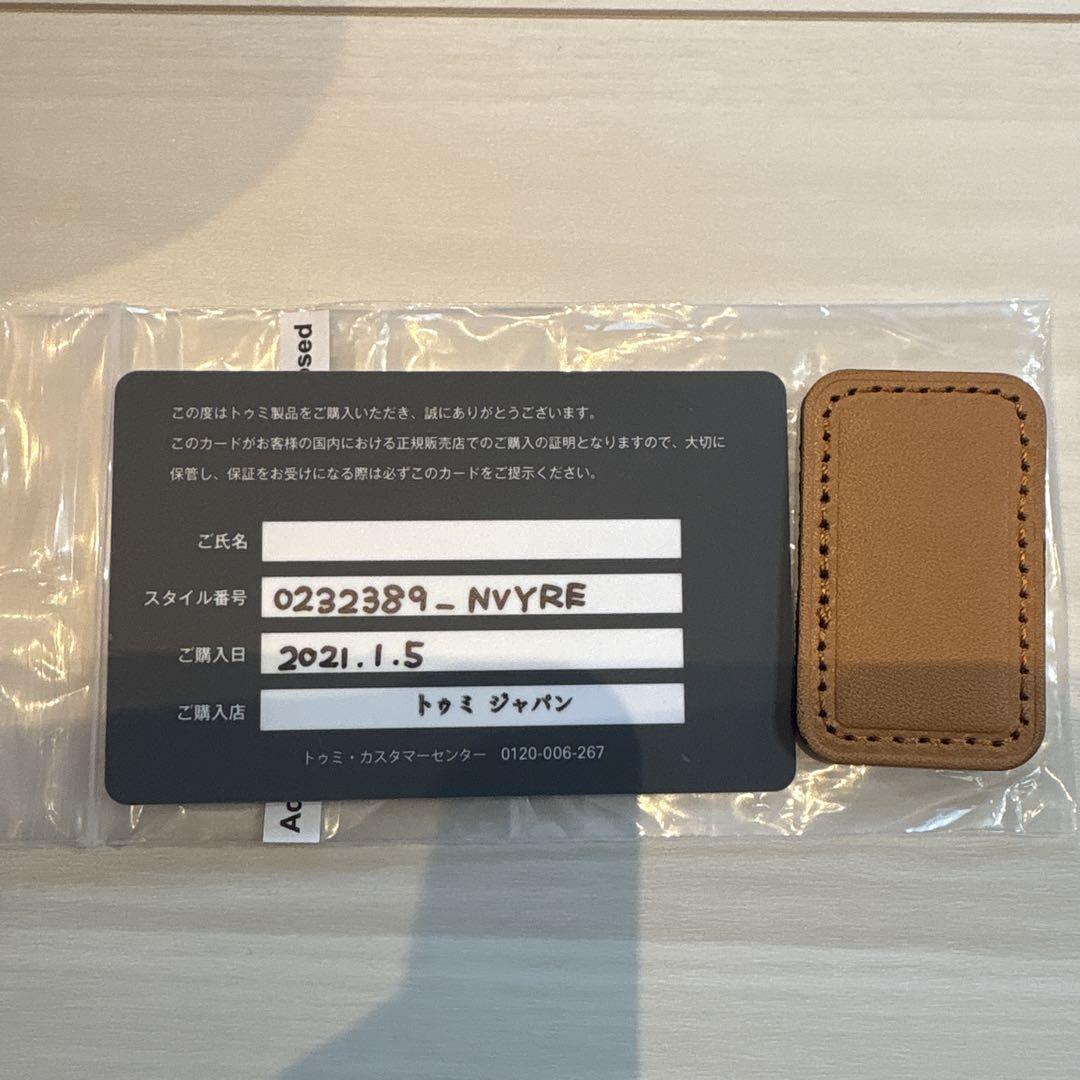 この度はトゥミ製品をご購入いただき、誠にありがとうございます。
このカードがお客様の国内における正規販売店でのご購入の証明となりますので、大切に
保管し、保証をお受けになる際は必ずこのカードをご提示ください。
ご氏名
スタイル番号 0232389-NVYRE
ご購入日 2021.1.5
ご購入店 トゥミ ジャパン
トゥミ・カスタマーセンター 0120-006-267